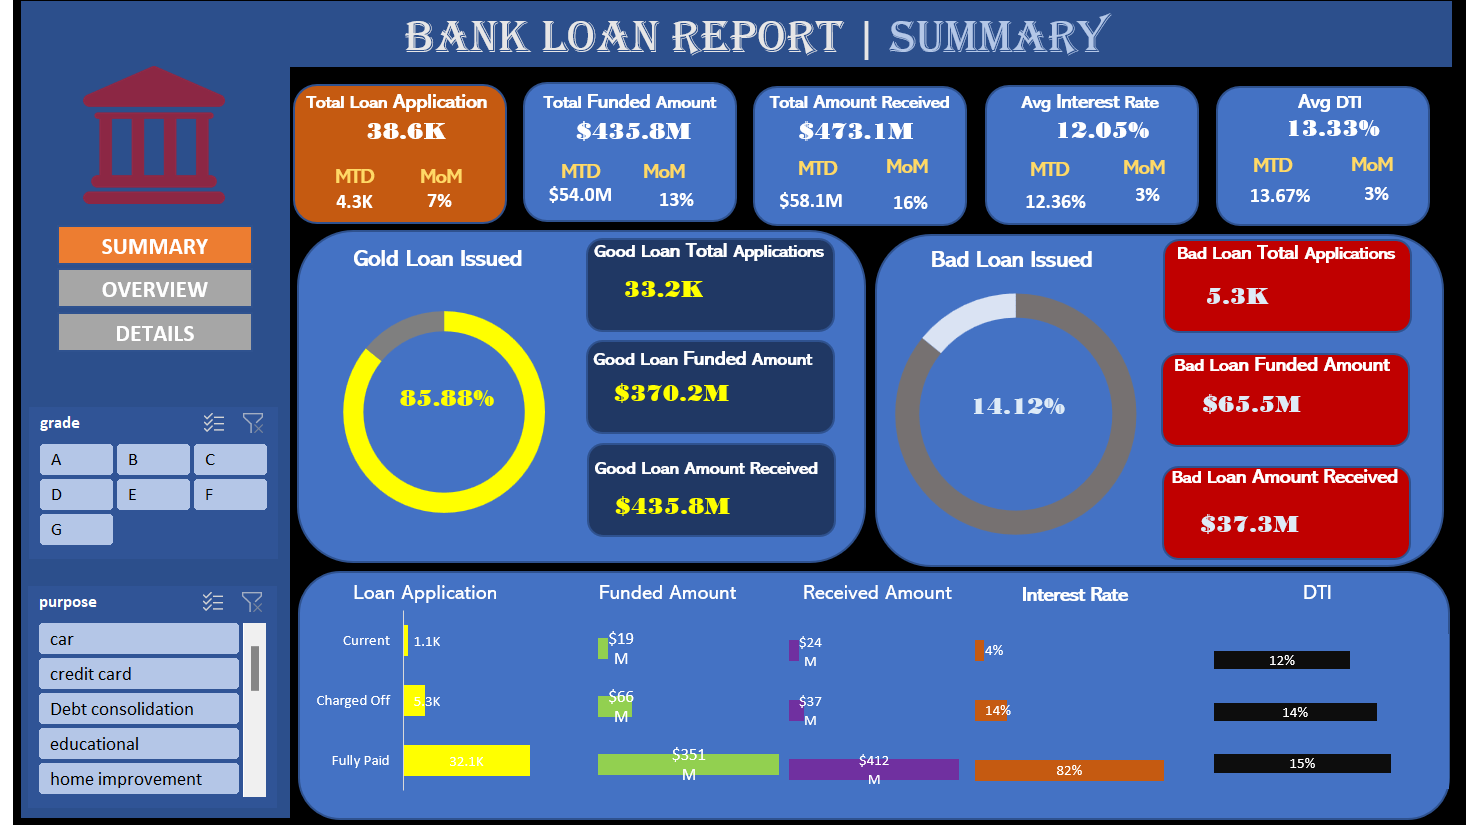 BANK LOAN REPORT | SUMMARY
Total Loan Application
38.6K
MTD MoM
4.3K 7%
Total Funded Amount
$435.8M
MTD MoM
$54.0M 13%
Total Amount Received
$473.1M
MTD MoM
$58.1M 16%
Avg Interest Rate
12.05%
MTD MoM
12.36% 3%
Avg DTI
13.33%
MTD MoM
13.67% 3%
SUMMARY
OVERVIEW
DETAILS
grade
A B C
D E F
G
purpose
car
credit card
Debt consolidation
educational
home improvement
Gold Loan Issued
85.88%
Good Loan Total Applications
33.2K
Good Loan Funded Amount
$370.2M
Good Loan Amount Received
$435.8M
Bad Loan Issued
14.12%
Bad Loan Total Applications
5.3K
Bad Loan Funded Amount
$65.5M
Bad Loan Amount Received
$37.3M
Loan Application
Current 1.1K
Charged Off 5.3K
Fully Paid 32.1K
Funded Amount
$19
M
$66
M
$351
M
Received Amount
$24
M
$37
M
$412
M
Interest Rate
4%
14%
82%
DTI
12%
14%
15%